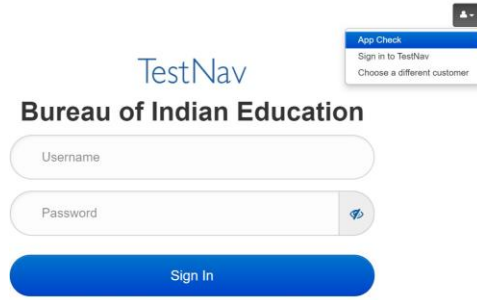 App Check
Sign in to TestNav
Choose a different customer
TestNav
Bureau of Indian Education
Username
Password
Sign In